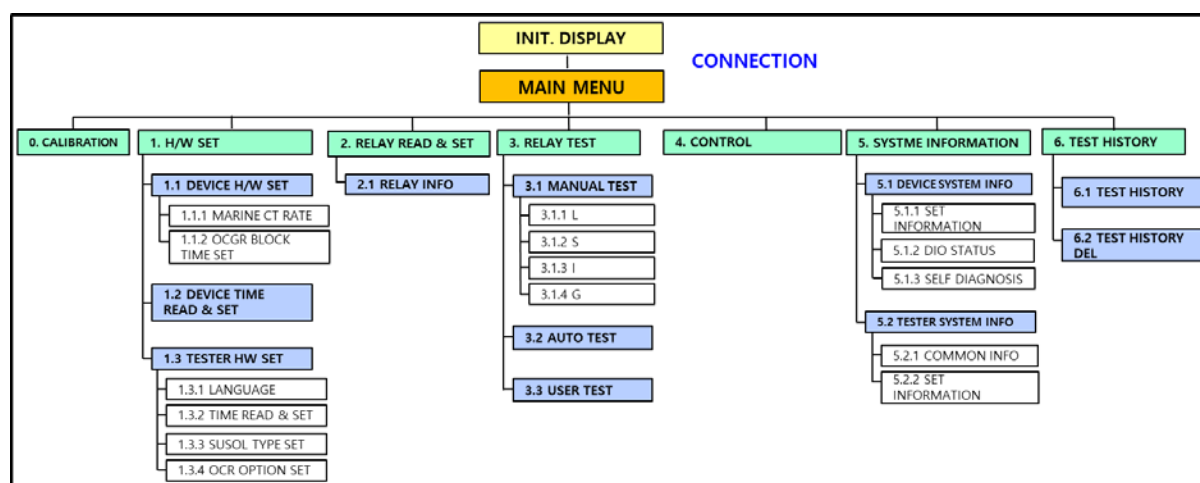 INIT. DISPLAY
CONNECTION
MAIN MENU
0. CALIBRATION
1. H/W SET
2. RELAY READ & SET
3. RELAY TEST
4. CONTROL
5. SYSTME INFORMATION
6. TEST HISTORY
1.1 DEVICE H/W SET
1.1.1 MARINE CT RATE
1.1.2 OCGR BLOCK
TIME SET
1.2 DEVICE TIME
READ & SET
1.3 TESTER HW SET
1.3.1 LANGUAGE
1.3.2 TIME READ & SET
1.3.3 SUSOL TYPE SET
1.3.4 OCR OPTION SET
2.1 RELAY INFO
3.1 MANUAL TEST
3.1.1 L
3.1.2 S
3.1.3 I
3.1.4 G
3.2 AUTO TEST
3.3 USER TEST
5.1 DEVICE SYSTEM INFO
5.1.1 SET
INFORMATION
5.1.2 DIO STATUS
5.1.3 SELF DIAGNOSIS
5.2 TESTER SYSTEM INFO
5.2.1 COMMON INFO
5.2.2 SET
INFORMATION
6.1 TEST HISTORY
6.2 TEST HISTORY
DEL